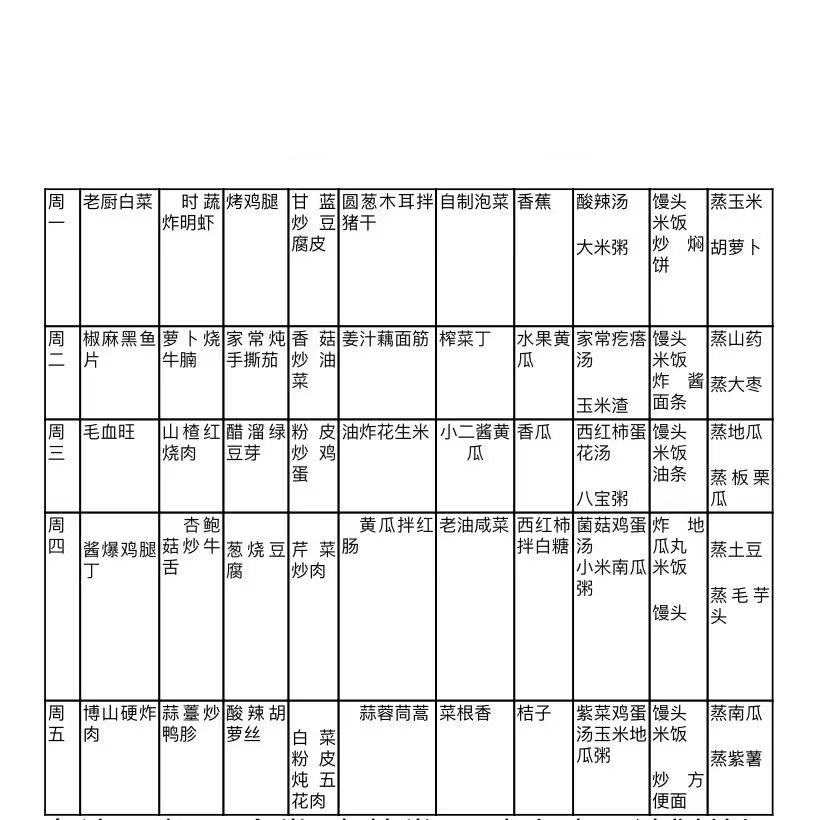 周一
老厨白菜
时蔬炸明虾
烤鸡腿
甘蓝炒豆腐皮
圆葱木耳拌猪干
自制泡菜
香蕉
酸辣汤
大米粥
馒头
米饭
炒焖饼
蒸玉米
胡萝卜
周二
椒麻黑鱼片
萝卜烧牛腩
家常炖手撕茄
香菇炒油菜
姜汁藕面筋
榨菜丁
水果黄瓜
家常疙瘩汤
玉米渣
馒头
米饭
炸酱面条
蒸山药
蒸大枣
周三
毛血旺
山楂红烧肉
醋溜绿豆芽
粉皮炒鸡蛋
油炸花生米
小二酱黄瓜
香瓜
西红柿蛋花汤
八宝粥
馒头
米饭
油条
蒸地瓜
蒸板栗瓜
周四
酱爆鸡腿丁
杏鲍菇炒牛舌
葱烧豆腐
芹菜炒肉
黄瓜拌红肠
老油咸菜
西红柿拌白糖
菌菇鸡蛋汤
小米南瓜粥
炸地瓜丸
米饭
馒头
蒸土豆
蒸毛芋头
周五
博山硬炸肉
蒜薹炒鸭胗
酸辣胡萝丝
白菜粉皮炖五花肉
蒜蓉茼蒿
菜根香
桔子
紫菜鸡蛋汤玉米地瓜粥
馒头
米饭
炒方便面
蒸南瓜
蒸紫薯